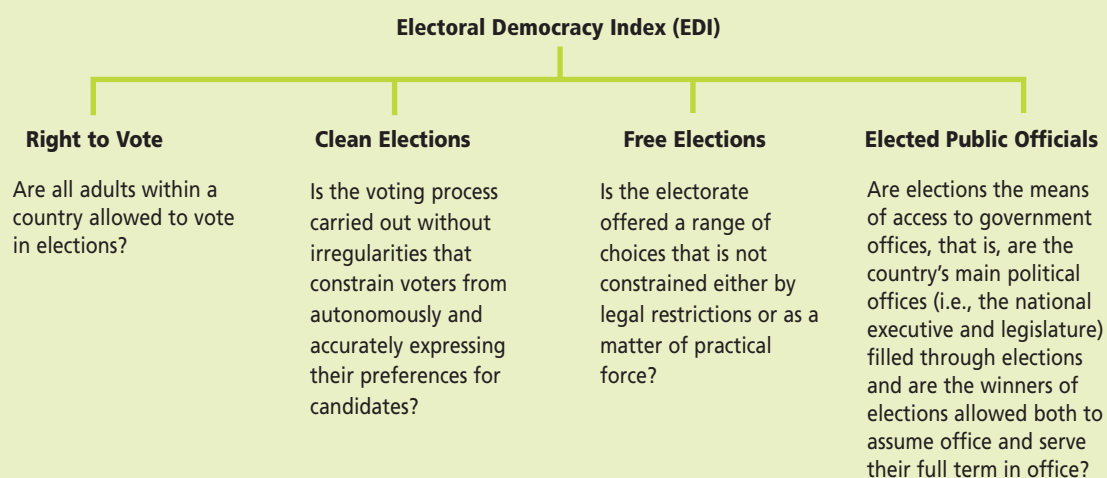 Electoral Democracy Index (EDI)
Right to Vote
Are all adults within a
country allowed to vote
in elections?
Clean Elections
Is the voting process
carried out without
irregularities that
constrain voters from
autonomously and
accurately expressing
their preferences for
candidates?
Free Elections
Is the electorate
offered a range of
choices that is not
constrained either by
legal restrictions or as a
matter of practical
force?
Elected Public Officials
Are elections the means
of access to government
offices, that is, are the
country's main political
offices (i.e., the national
executive and legislature)
filled through elections
and are the winners of
elections allowed both to
assume office and serve
their full term in office?